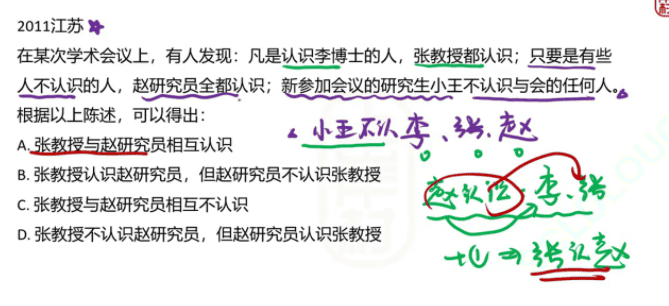 2011江苏
在某次学术会议上，有人发现：凡是认识李博士的人，张教授都认识；只要是有些
人不认识的人，赵研究员全都认识；新参加会议的研究生小王不认识与会的任何人。
根据以上陈述，可以得出：
小王不认李、张、赵
A. 张教授与赵研究员相互认识
B. 张教授认识赵研究员，但赵研究员不认识张教授
赵认识 李、张
C. 张教授与赵研究员相互不认识
D. 张教授不认识赵研究员，但赵研究员认识张教授
+① ⇒ 张认赵